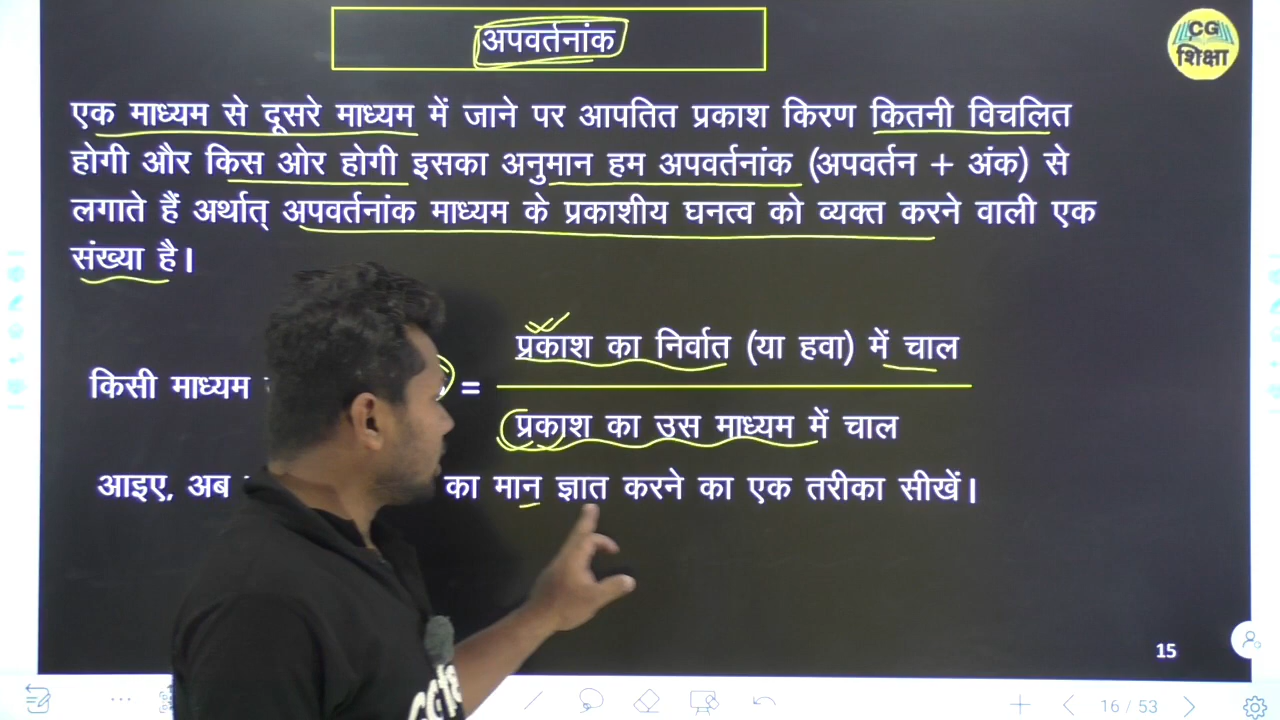 अपवर्तनांक
CG
शिक्षा
एक माध्यम से दूसरे माध्यम में जाने पर आपतित प्रकाश किरण कितनी विचलित
होगी और किस ओर होगी इसका अनुमान हम अपवर्तनांक (अपवर्तन + अंक) से
लगाते हैं अर्थात् अपवर्तनांक माध्यम के प्रकाशीय घनत्व को व्यक्त करने वाली एक
संख्या है।
प्रकाश का निर्वात (या हवा) में चाल
किसी माध्यम =
प्रकाश का उस माध्यम में चाल
आइए, अब का मान ज्ञात करने का एक तरीका सीखें।
15
16 / 53